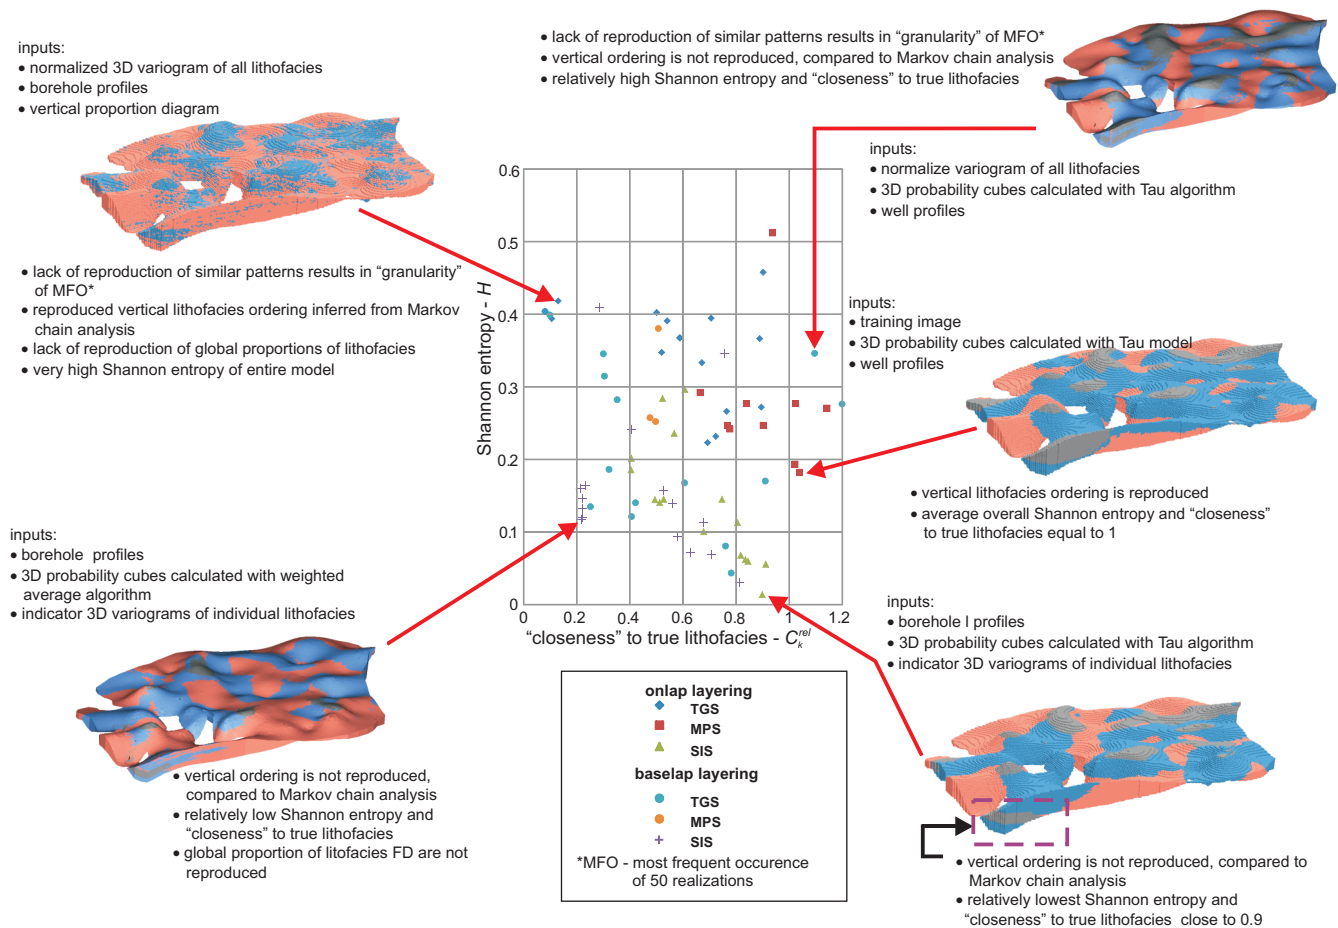 inputs:
• normalized 3D variogram of all lithofacies
• borehole profiles
• vertical proportion diagram
• lack of reproduction of similar patterns results in “granularity”
of MFO*
• reproduced vertical lithofacies ordering inferred from Markov
chain analysis
• lack of reproduction of global proportions of lithofacies
• very high Shannon entropy of entire model
• lack of reproduction of similar patterns results in “granularity” of MFO*
• vertical ordering is not reproduced, compared to Markov chain analysis
• relatively high Shannon entropy and “closeness” to true lithofacies
inputs:
• normalize variogram of all lithofacies
• 3D probability cubes calculated with Tau algorithm
• well profiles
inputs:
• training image
• 3D probability cubes calculated with Tau model
• well profiles
• vertical lithofacies ordering is reproduced
• average overall Shannon entropy and “closeness”
to true lithofacies equal to 1
Shannon entropy - H
0.6
0.5
0.4
0.3
0.2
0.1
0
0 0.2 0.4 0.6 0.8 1 1.2
“closeness” to true lithofacies - C_k^rel
inputs:
• borehole profiles
• 3D probability cubes calculated with weighted
average algorithm
• indicator 3D variograms of individual lithofacies
• vertical ordering is not reproduced,
compared to Markov chain analysis
• relatively low Shannon entropy and
“closeness” to true lithofacies
• global proportion of litofacies FD are not
reproduced
onlap layering
TGS
MPS
SIS
baselap layering
TGS
MPS
SIS
*MFO - most frequent occurence
of 50 realizations
inputs:
• borehole l profiles
• 3D probability cubes calculated with Tau algorithm
• indicator 3D variograms of individual lithofacies
• vertical ordering is not reproduced, compared to
Markov chain analysis
• relatively lowest Shannon entropy and
“closeness” to true lithofacies close to 0.9